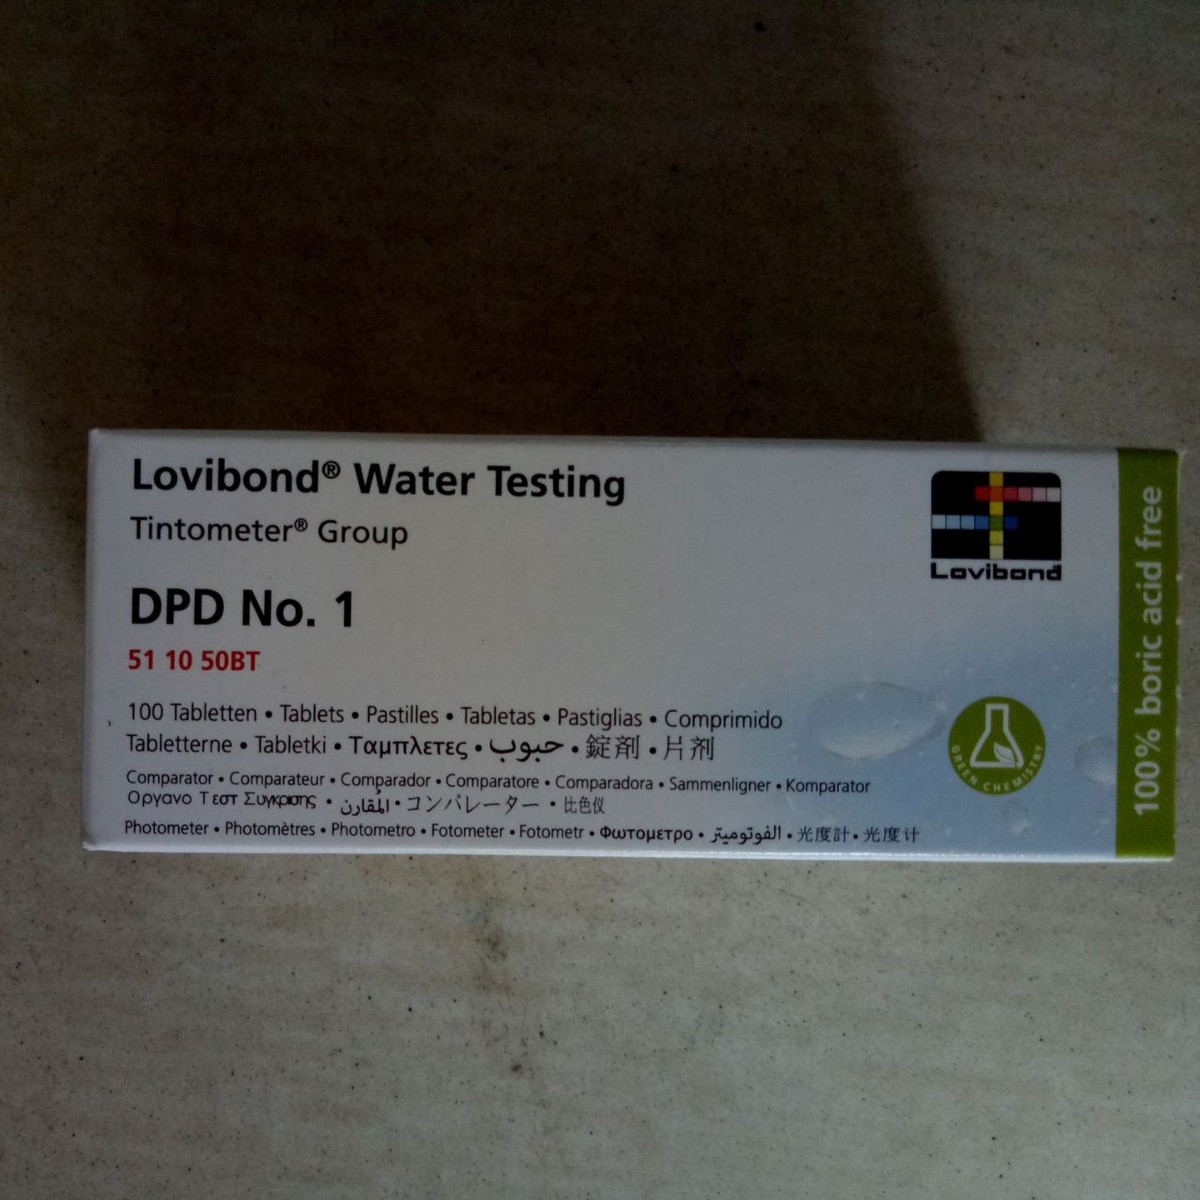 Lovibond® Water Testing
Tintometer® Group
DPD No. 1
51 10 50BT
100 Tabletten • Tablets • Pastilles • Tabletas • Pastiglias • Comprimido
Tabletterne • Tabletki • Ταμπλετες • حبوب • 錠剤 • 片剂
Comparator • Comparateur • Comparador • Comparatore • Comparadora • Sammenligner • Komparator
Οργανο Τεστ Συγκρισης • المُقارن • コンパレーター • 比色仪
Photometer • Photomètres • Photometro • Fotometer • Fotometr • Φωτομετρο • الفوتوميتر • 光度計 • 光度计
Lovibond
GREEN CHEMISTRY
100% boric acid free